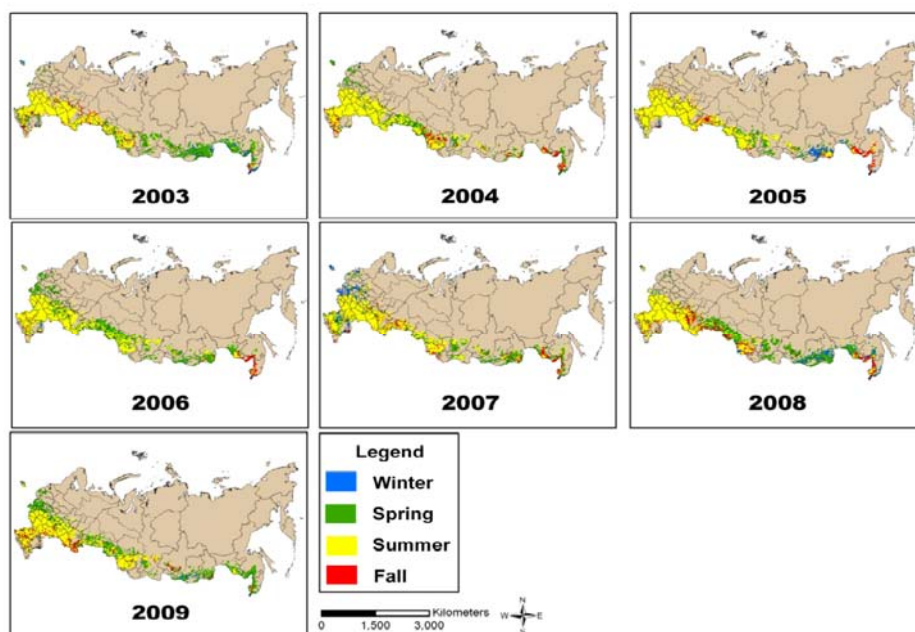 2003
2004
2005
2006
2007
2008
2009
Legend
Winter
Spring
Summer
Fall
Kilometers
0 1,500 3,000
N
W E
S